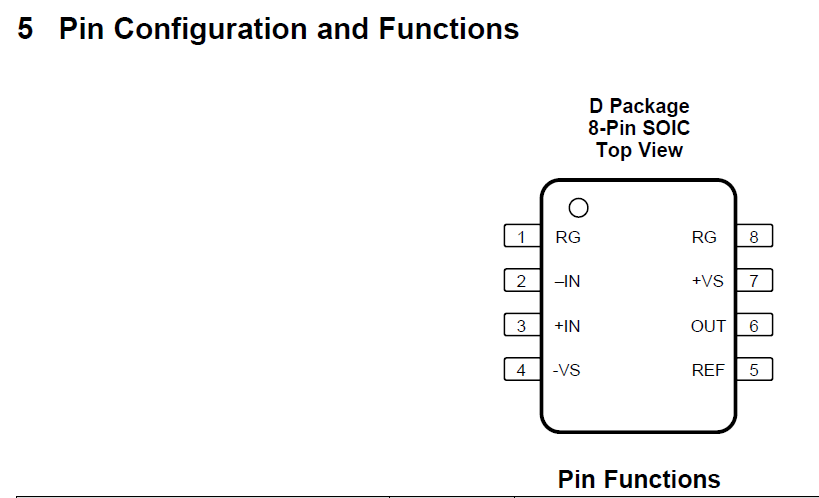 5 Pin Configuration and Functions
D Package
8-Pin SOIC
Top View
1 RG RG 8
2 –IN +VS 7
3 +IN OUT 6
4 -VS REF 5
Pin Functions